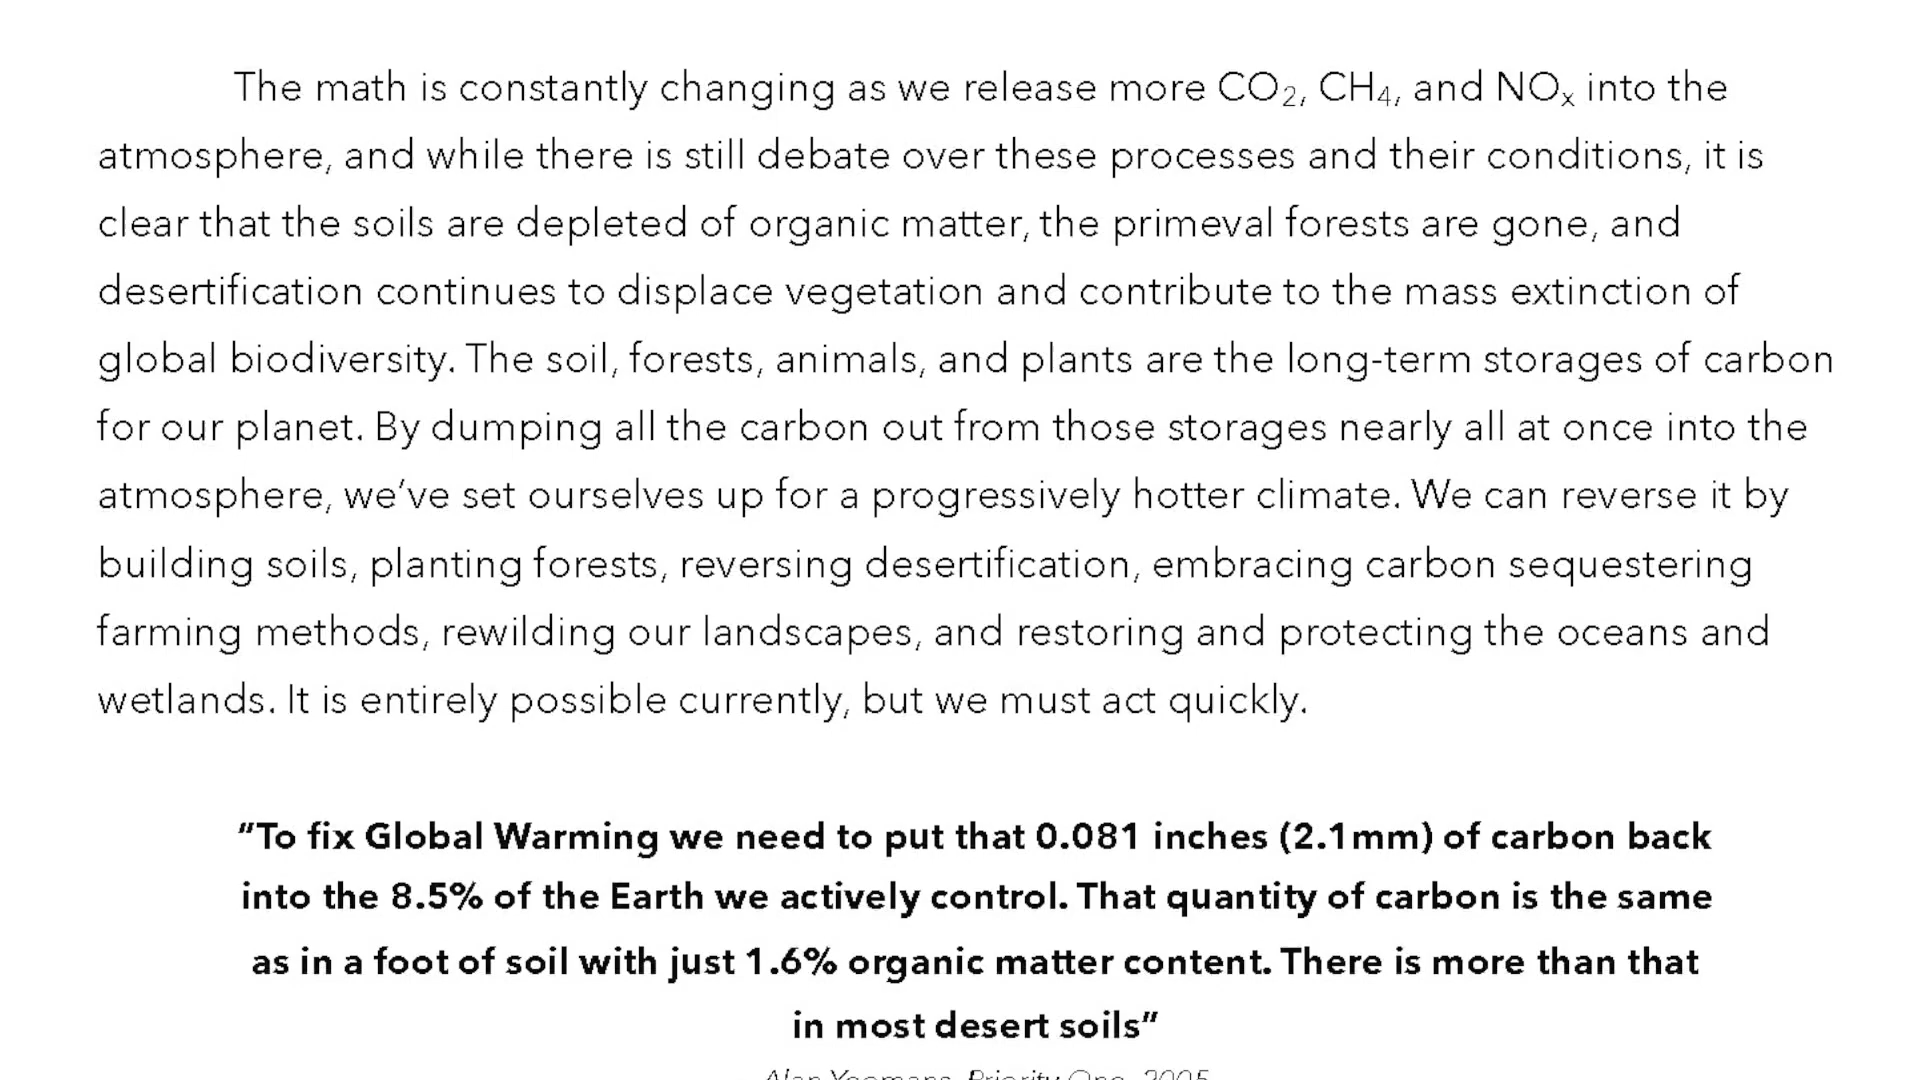 The math is constantly changing as we release more CO₂, CH₄, and NOₓ into the
atmosphere, and while there is still debate over these processes and their conditions, it is
clear that the soils are depleted of organic matter, the primeval forests are gone, and
desertification continues to displace vegetation and contribute to the mass extinction of
global biodiversity. The soil, forests, animals, and plants are the long-term storages of carbon
for our planet. By dumping all the carbon out from those storages nearly all at once into the
atmosphere, we’ve set ourselves up for a progressively hotter climate. We can reverse it by
building soils, planting forests, reversing desertification, embracing carbon sequestering
farming methods, rewilding our landscapes, and restoring and protecting the oceans and
wetlands. It is entirely possible currently, but we must act quickly.
“To fix Global Warming we need to put that 0.081 inches (2.1mm) of carbon back
into the 8.5% of the Earth we actively control. That quantity of carbon is the same
as in a foot of soil with just 1.6% organic matter content. There is more than that
in most desert soils”
Alan Yeomans, Priority One, 2005